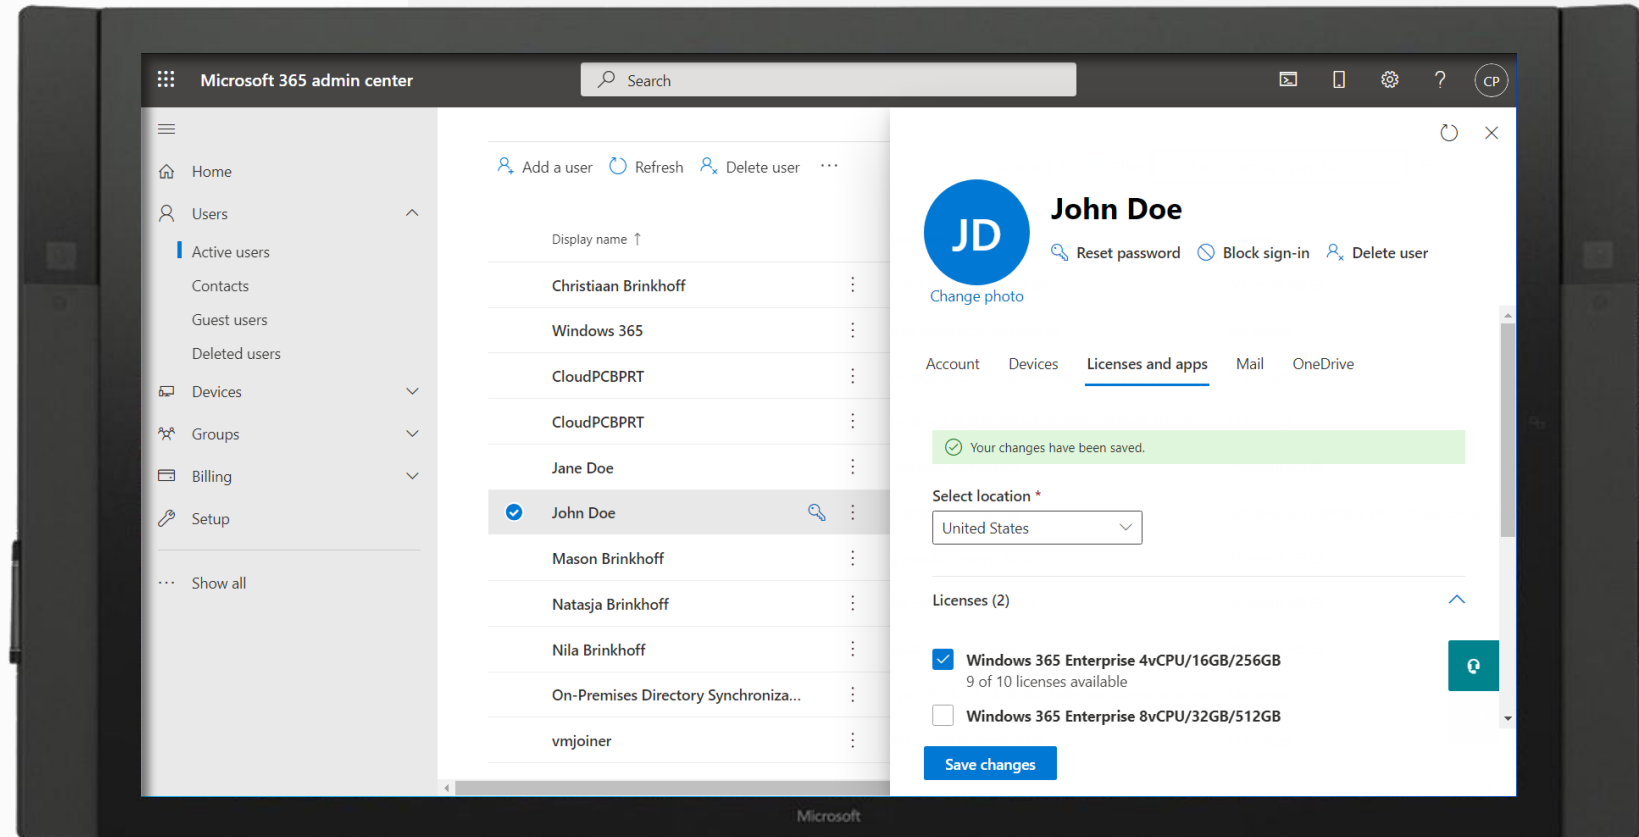 Microsoft 365 admin center
Search
CP
Home
Users
Active users
Contacts
Guest users
Deleted users
Devices
Groups
Billing
Setup
Show all
Add a user Refresh Delete user
Display name ↑
Christiaan Brinkhoff
Windows 365
CloudPCBPRT
CloudPCBPRT
Jane Doe
John Doe
Mason Brinkhoff
Natasja Brinkhoff
Nila Brinkhoff
On-Premises Directory Synchroniza...
vmjoiner
JD
Change photo
John Doe
Reset password Block sign-in Delete user
Account Devices Licenses and apps Mail OneDrive
Your changes have been saved.
Select location *
United States
Licenses (2)
Windows 365 Enterprise 4vCPU/16GB/256GB
9 of 10 licenses available
Windows 365 Enterprise 8vCPU/32GB/512GB
Save changes
Microsoft